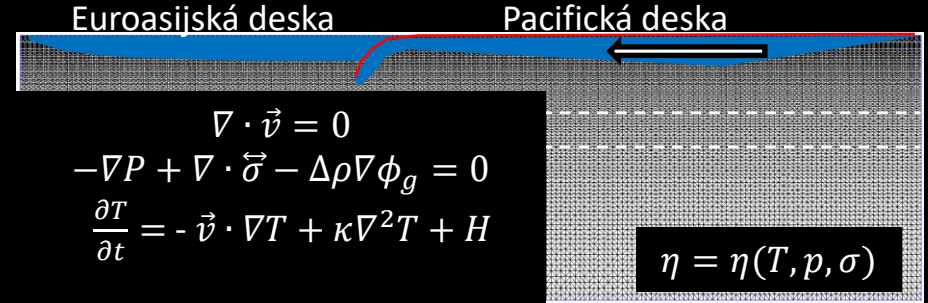 Euroasijská deska Pacifická deska
∇ ⋅ v⃗ = 0
−∇P + ∇ ⋅ σ⃡ − Δρ∇ϕ_g = 0
∂T/∂t = - v⃗ ⋅ ∇T + κ∇²T + H
η = η(T, p, σ)